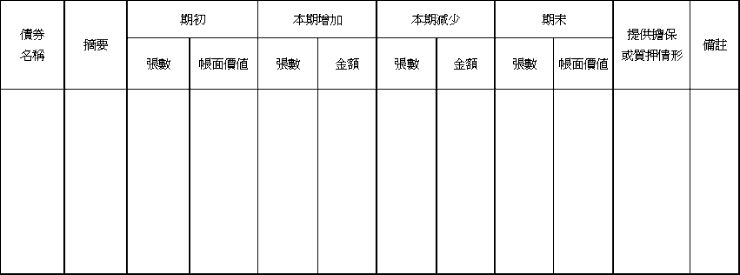 債券
名稱
摘要
期初
本期增加
本期減少
期末
提供擔保
或質押情形
備註
張數
帳面價值
張數
金額
張數
金額
張數
帳面價值